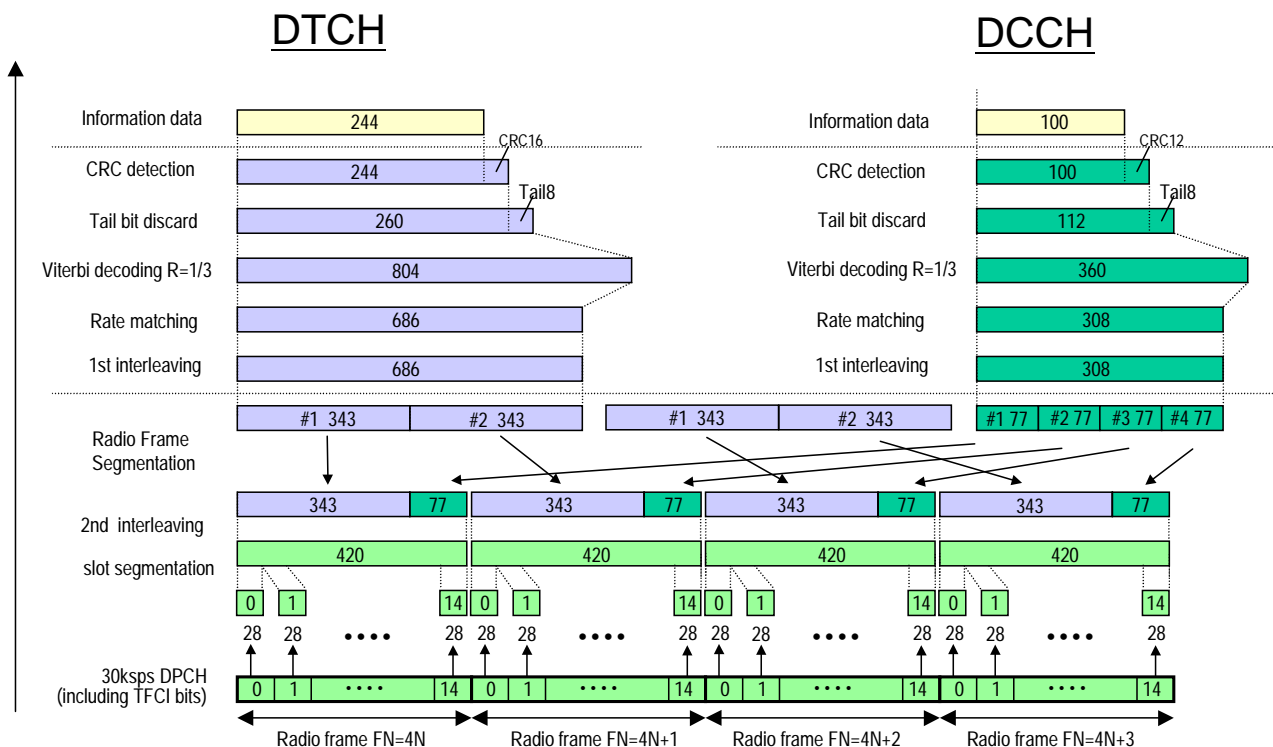 DTCH DCCH
Information data 244 Information data 100
CRC16 CRC12
CRC detection 244 CRC detection 100
Tail8 Tail8
Tail bit discard 260 Tail bit discard 112
Viterbi decoding R=1/3 804 Viterbi decoding R=1/3 360
Rate matching 686 Rate matching 308
1st interleaving 686 1st interleaving 308
#1 343 #2 343 #1 343 #2 343 #1 77 #2 77 #3 77 #4 77
Radio Frame
Segmentation
343 77 343 77 343 77 343 77
2nd interleaving
420 420 420 420
slot segmentation
0 1 14 0 1 14 0 1 14 0 1 14
28 28 •••• 28 28 28 •••• 28 28 28 •••• 28 28 28 •••• 28
30ksps DPCH
(including TFCI bits)
0 1 •••• 14 0 1 •••• 14 0 1 •••• 14 0 1 •••• 14
Radio frame FN=4N Radio frame FN=4N+1 Radio frame FN=4N+2 Radio frame FN=4N+3